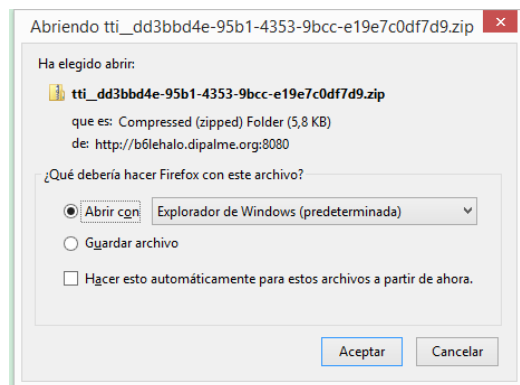 Abriendo tti__dd3bbd4e-95b1-4353-9bcc-e19e7c0df7d9.zip
Ha elegido abrir:
tti__dd3bbd4e-95b1-4353-9bcc-e19e7c0df7d9.zip
que es: Compressed (zipped) Folder (5,8 KB)
de: http://b6lehalo.dipalme.org:8080
¿Qué debería hacer Firefox con este archivo?
Abrir con Explorador de Windows (predeterminada)
Guardar archivo
Hacer esto automáticamente para estos archivos a partir de ahora.
Aceptar Cancelar